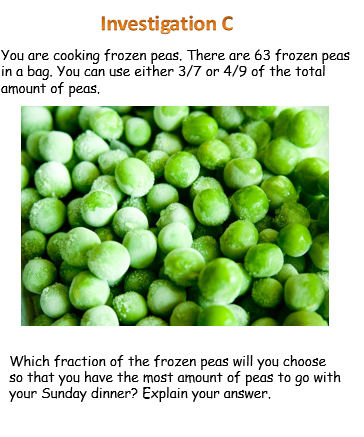 Investigation C
You are cooking frozen peas. There are 63 frozen peas
in a bag. You can use either 3/7 or 4/9 of the total
amount of peas.
Which fraction of the frozen peas will you choose
so that you have the most amount of peas to go with
your Sunday dinner? Explain your answer.